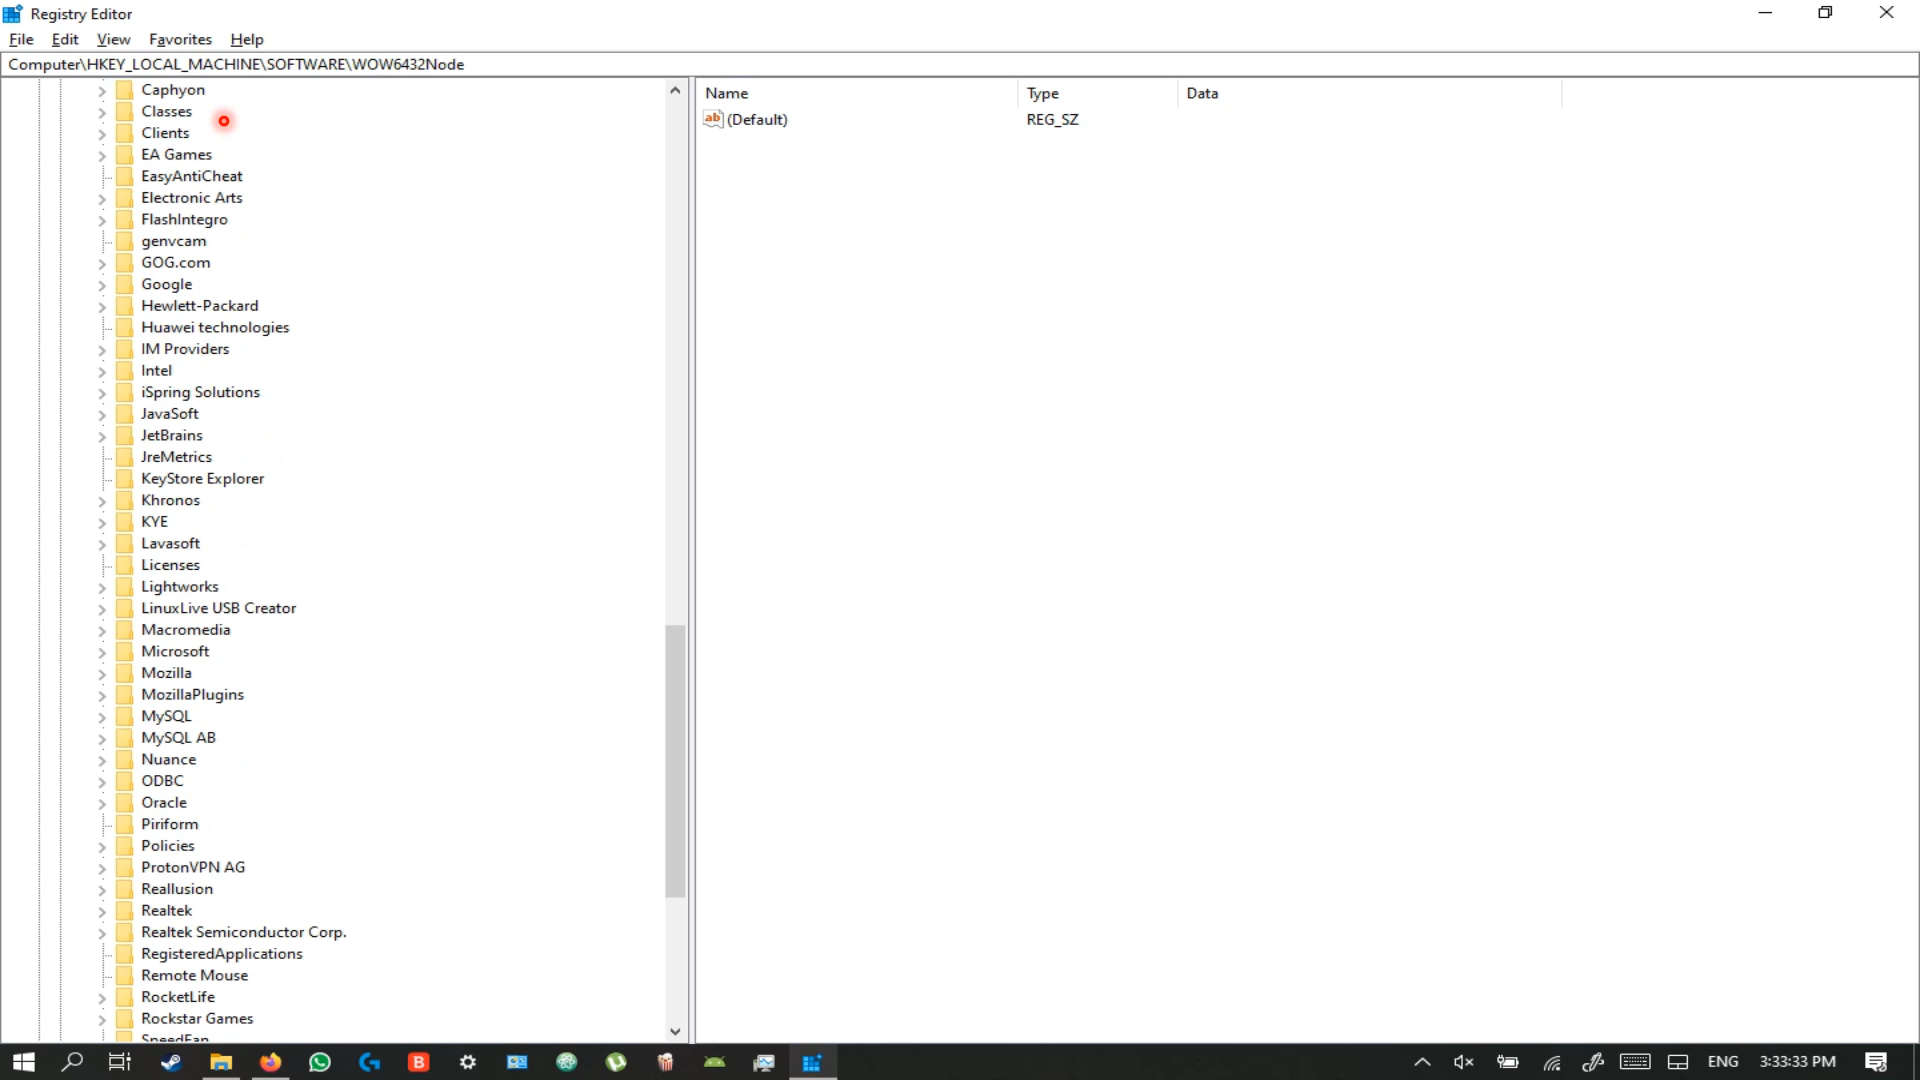 Registry Editor
File Edit View Favorites Help
Computer\HKEY_LOCAL_MACHINE\SOFTWARE\WOW6432Node
Caphyon
Classes
Clients
EA Games
EasyAntiCheat
Electronic Arts
FlashIntegro
genvcam
GOG.com
Google
Hewlett-Packard
Huawei technologies
IM Providers
Intel
iSpring Solutions
JavaSoft
JetBrains
JreMetrics
KeyStore Explorer
Khronos
KYE
Lavasoft
Licenses
Lightworks
LinuxLive USB Creator
Macromedia
Microsoft
Mozilla
MozillaPlugins
MySQL
MySQL AB
Nuance
ODBC
Oracle
Piriform
Policies
ProtonVPN AG
Reallusion
Realtek
Realtek Semiconductor Corp.
RegisteredApplications
Remote Mouse
RocketLife
Rockstar Games
SpeedFan
Name Type Data
ab (Default) REG_SZ
B
ENG 3:33:33 PM